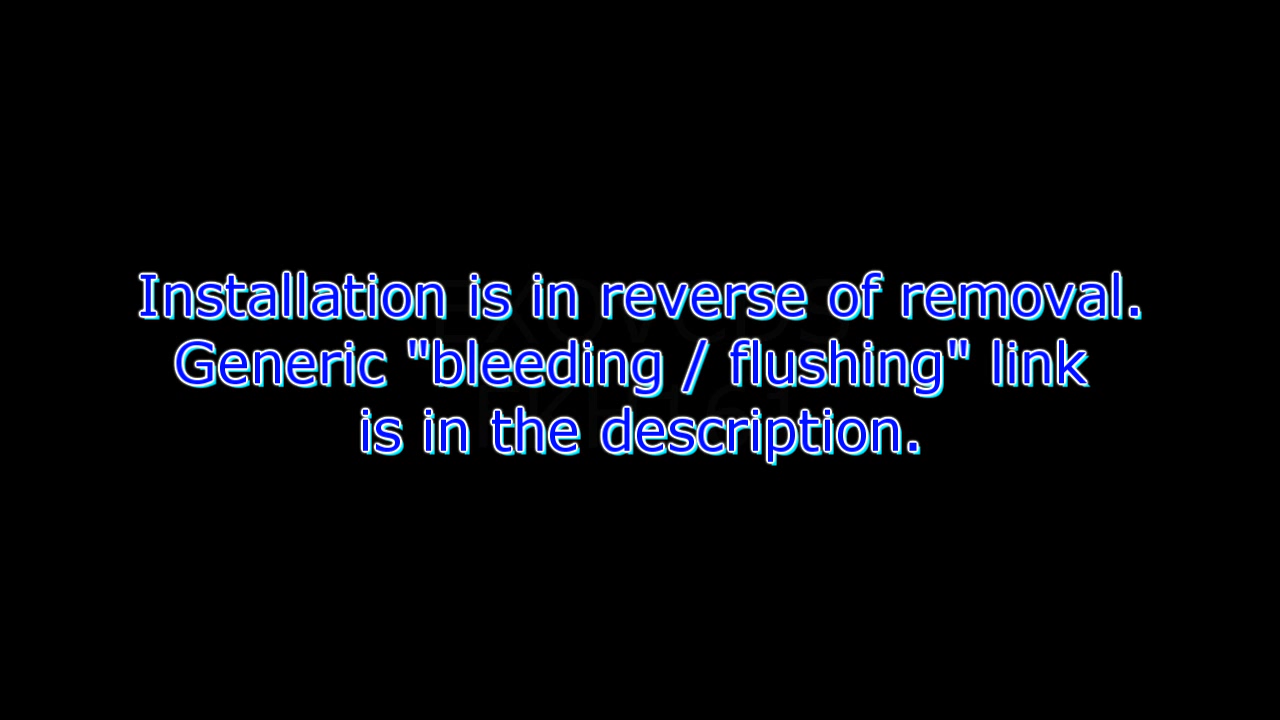 Installation is in reverse of removal.
Generic "bleeding / flushing" link
is in the description.